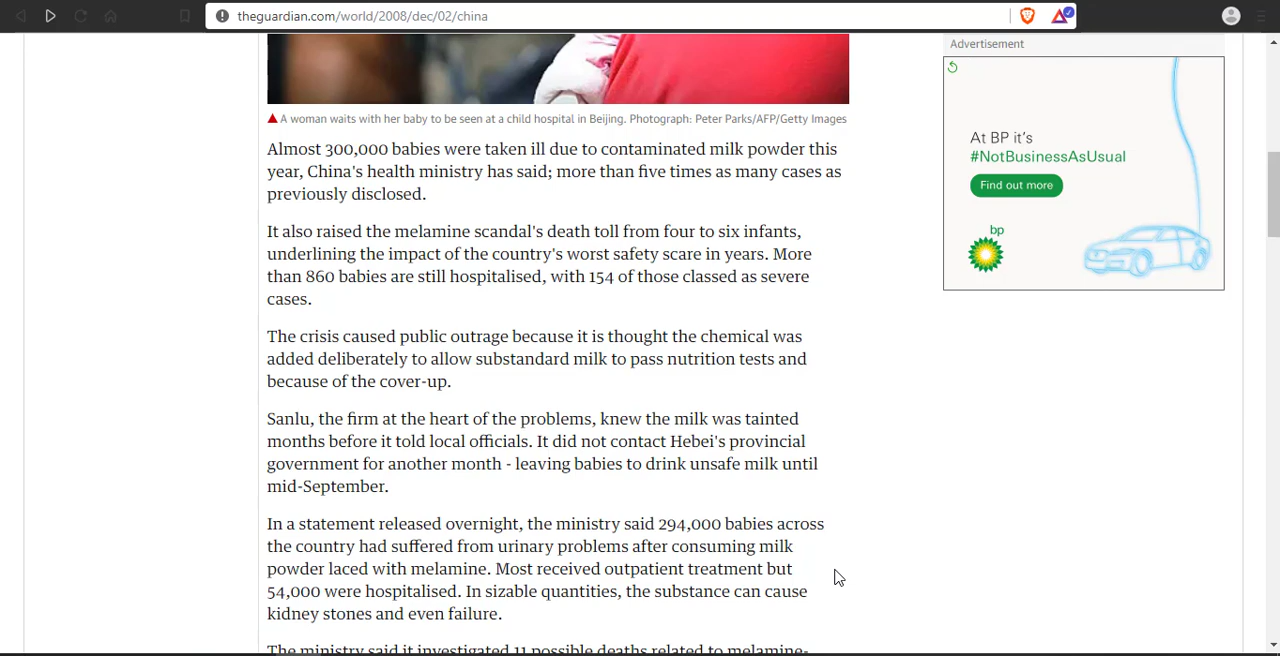 theguardian.com/world/2008/dec/02/china
Advertisement
At BP it's
#NotBusinessAsUsual
Find out more
bp
A woman waits with her baby to be seen at a child hospital in Beijing. Photograph: Peter Parks/AFP/Getty Images
Almost 300,000 babies were taken ill due to contaminated milk powder this
year, China's health ministry has said; more than five times as many cases as
previously disclosed.
It also raised the melamine scandal's death toll from four to six infants,
underlining the impact of the country's worst safety scare in years. More
than 860 babies are still hospitalised, with 154 of those classed as severe
cases.
The crisis caused public outrage because it is thought the chemical was
added deliberately to allow substandard milk to pass nutrition tests and
because of the cover-up.
Sanlu, the firm at the heart of the problems, knew the milk was tainted
months before it told local officials. It did not contact Hebei's provincial
government for another month - leaving babies to drink unsafe milk until
mid-September.
In a statement released overnight, the ministry said 294,000 babies across
the country had suffered from urinary problems after consuming milk
powder laced with melamine. Most received outpatient treatment but
54,000 were hospitalised. In sizable quantities, the substance can cause
kidney stones and even failure.
The ministry said it investigated 11 possible deaths related to melamine-